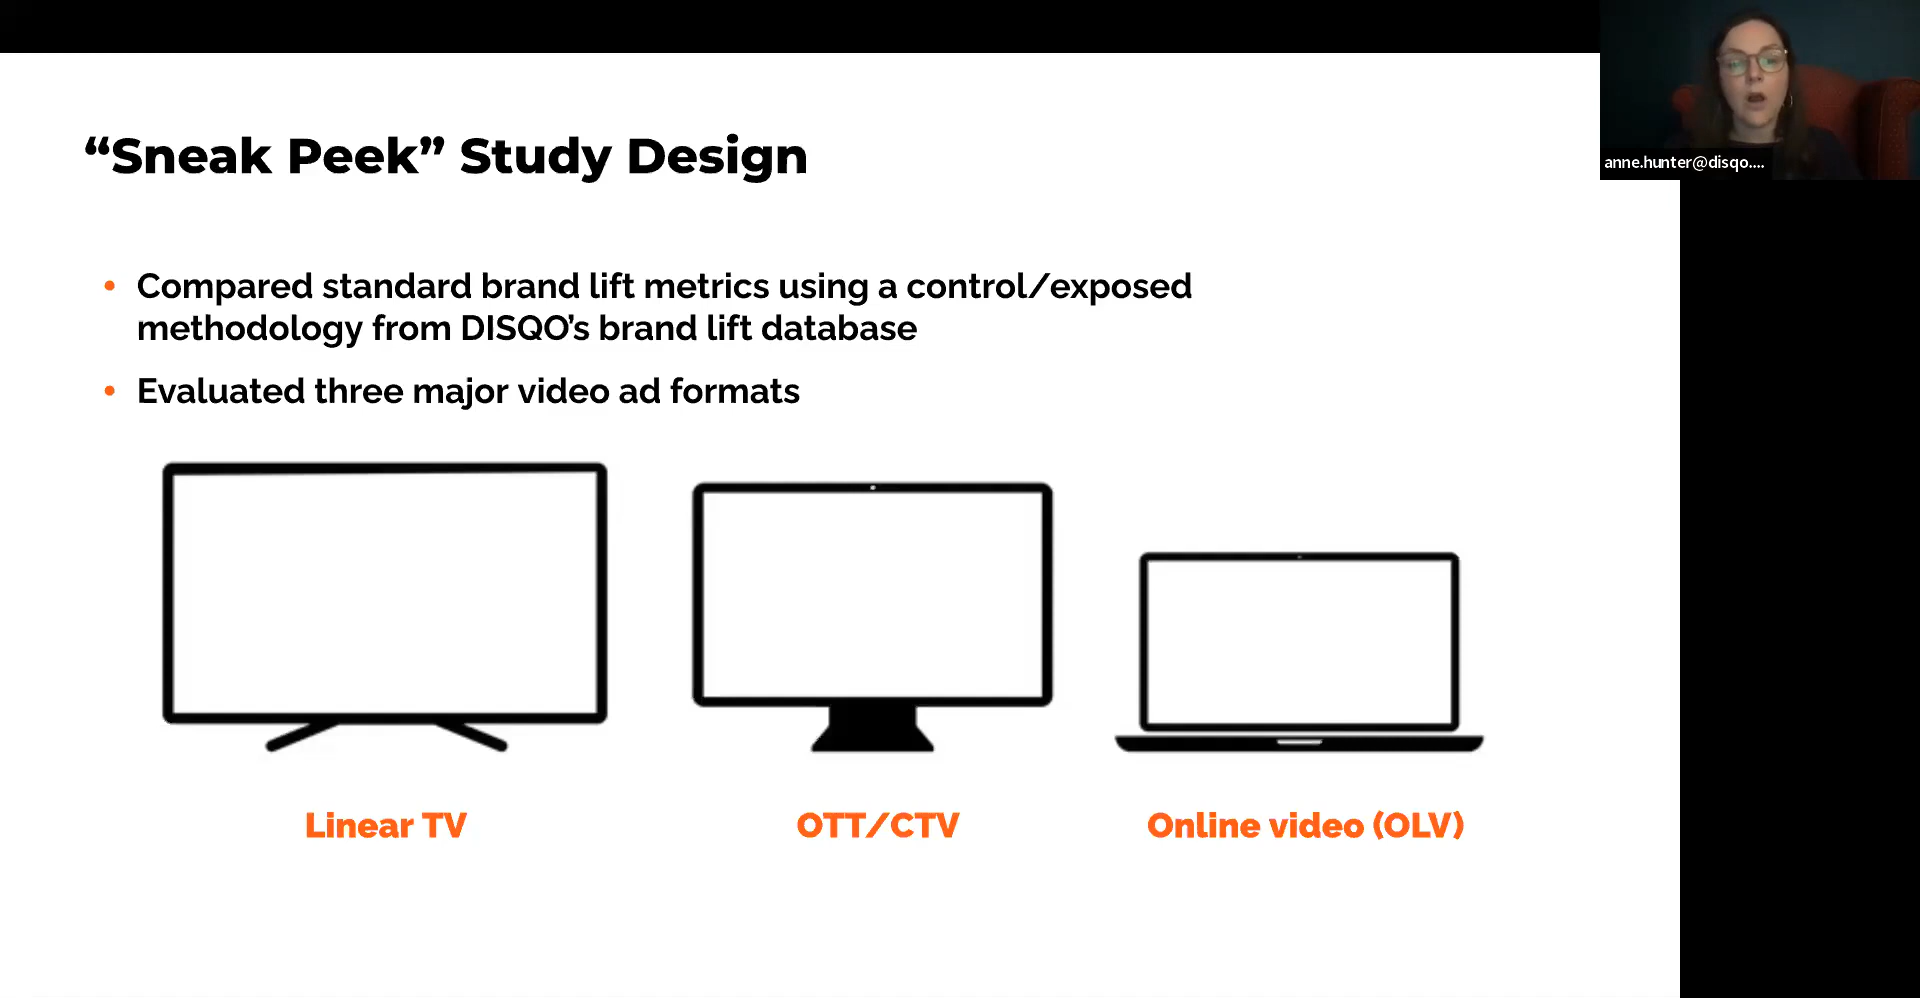 anne.hunter@disqo....
“Sneak Peek” Study Design
• Compared standard brand lift metrics using a control/exposed
methodology from DISQO’s brand lift database
• Evaluated three major video ad formats
Linear TV
OTT/CTV
Online video (OLV)